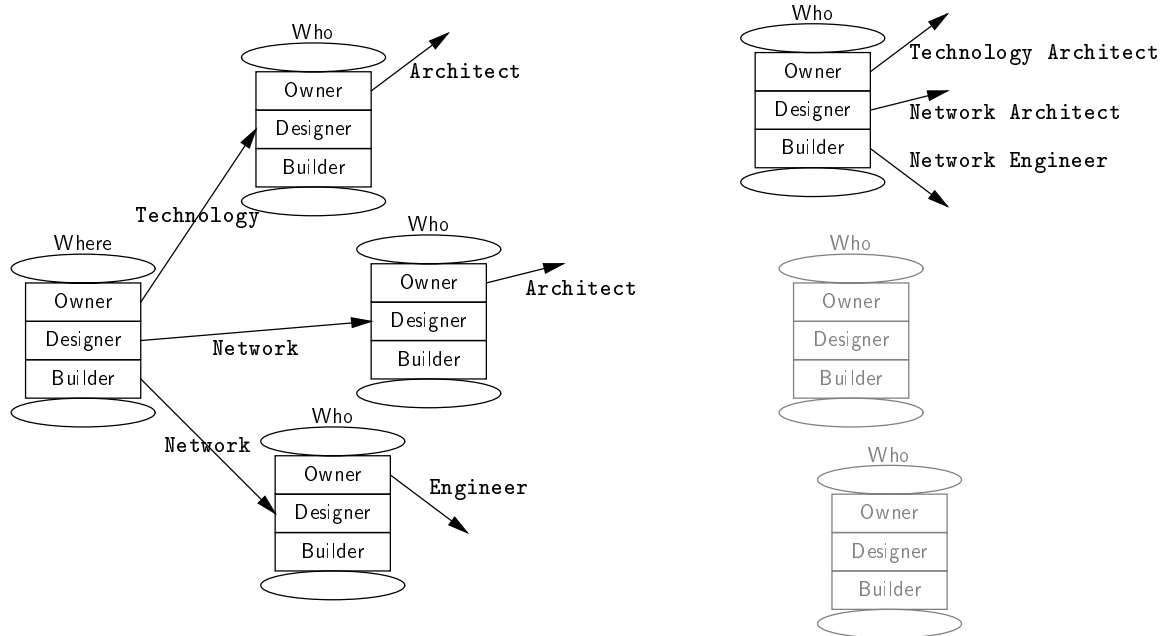 Who
Owner
Designer
Builder
Architect
Technology
Where
Owner
Designer
Builder
Network
Network
Who
Owner
Designer
Builder
Architect
Who
Owner
Designer
Builder
Engineer
Who
Owner
Designer
Builder
Technology Architect
Network Architect
Network Engineer
Who
Owner
Designer
Builder
Who
Owner
Designer
Builder